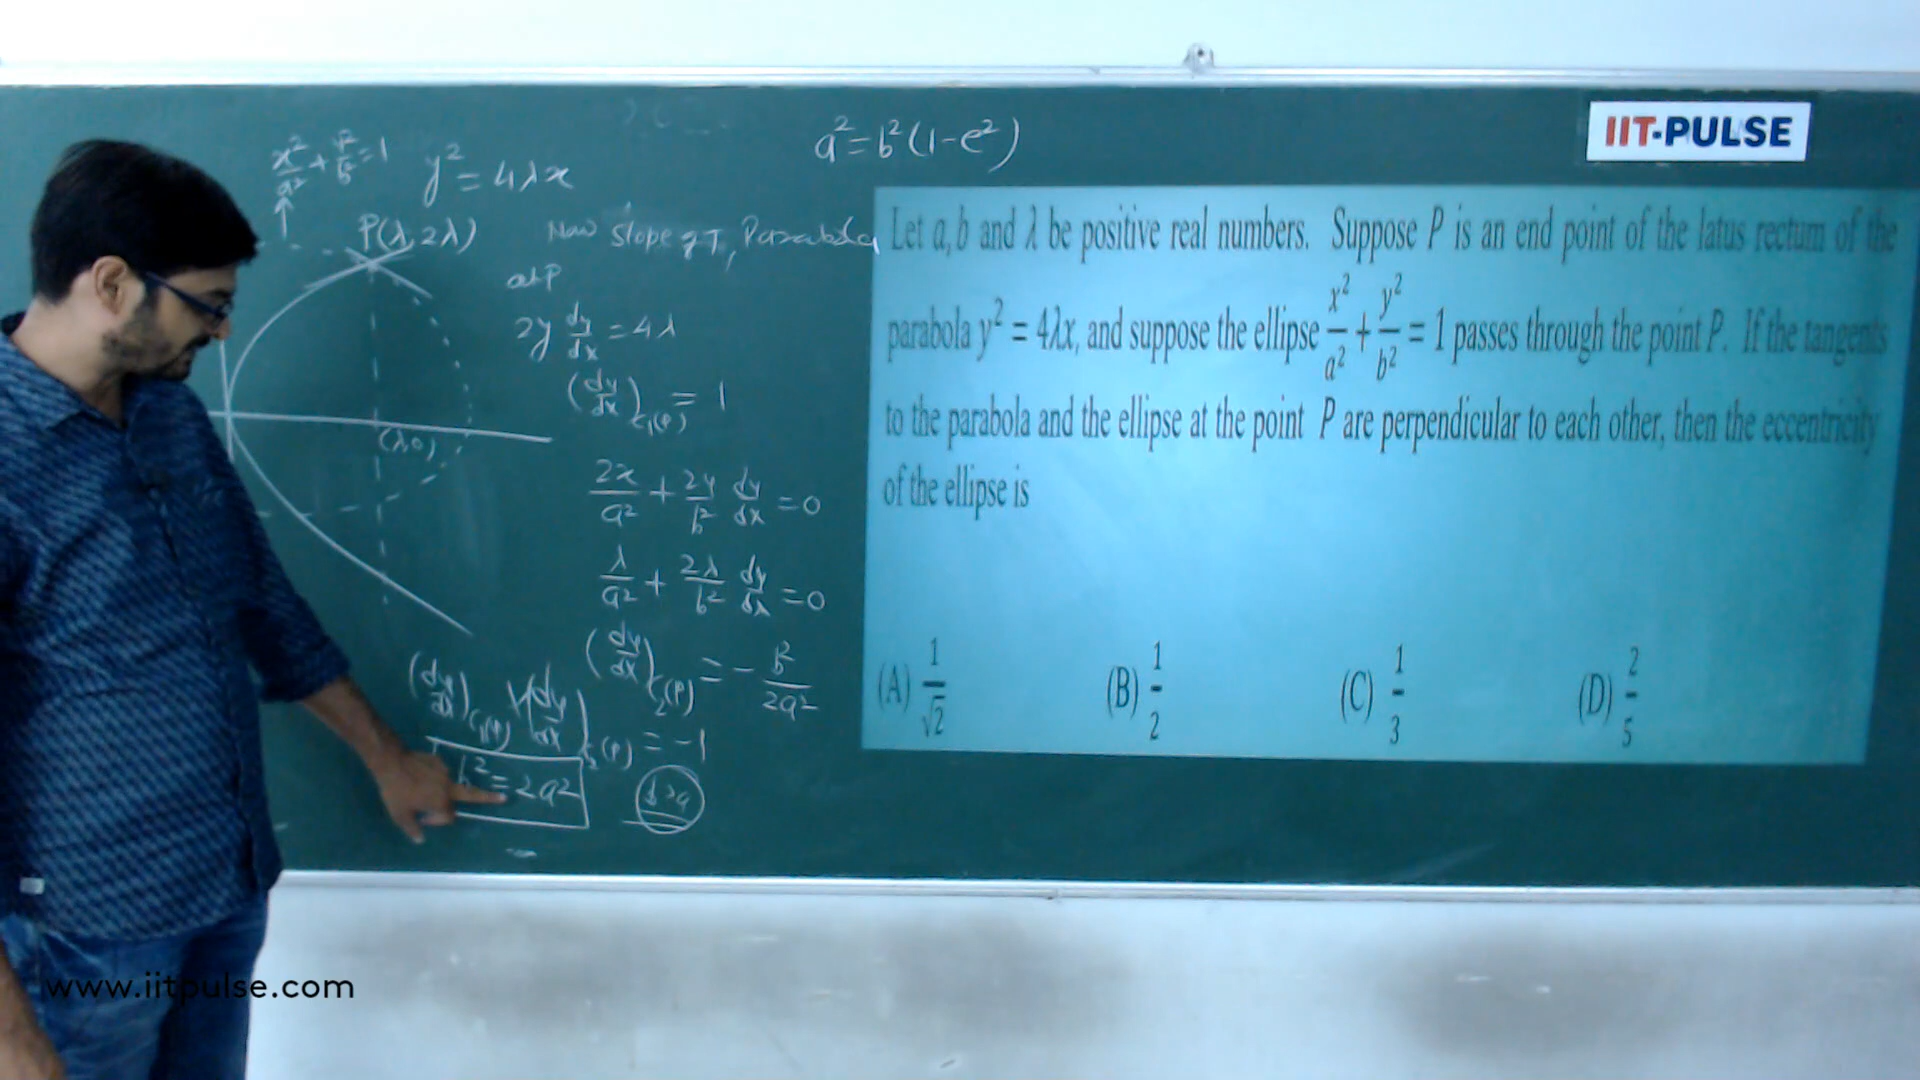 x²/a² + y²/b² = 1
y² = 4λx
a² = b²(1-e²)
IIT-PULSE
P(λ, 2λ)
Now Slope of T, Parabola
at P
2y dy/dx = 4λ
(dy/dx)c₁(P) = 1
(λ,0)
2x/a² + 2y/b² dy/dx = 0
λ/a² + 2λ/b² dy/dx = 0
(dy/dx)c₂(P) = - b²/2a²
(dy/dx)c₁(P) × (dy/dx)c₂(P) = -1
b² = 2a²
b>a
Let a, b and λ be positive real numbers. Suppose P is an end point of the latus rectum of the
parabola y² = 4λx, and suppose the ellipse x²/a² + y²/b² = 1 passes through the point P. If the tangents
to the parabola and the ellipse at the point P are perpendicular to each other, then the eccentricity
of the ellipse is
(A) 1/√2 (B) 1/2 (C) 1/3 (D) 2/5
www.iitpulse.com